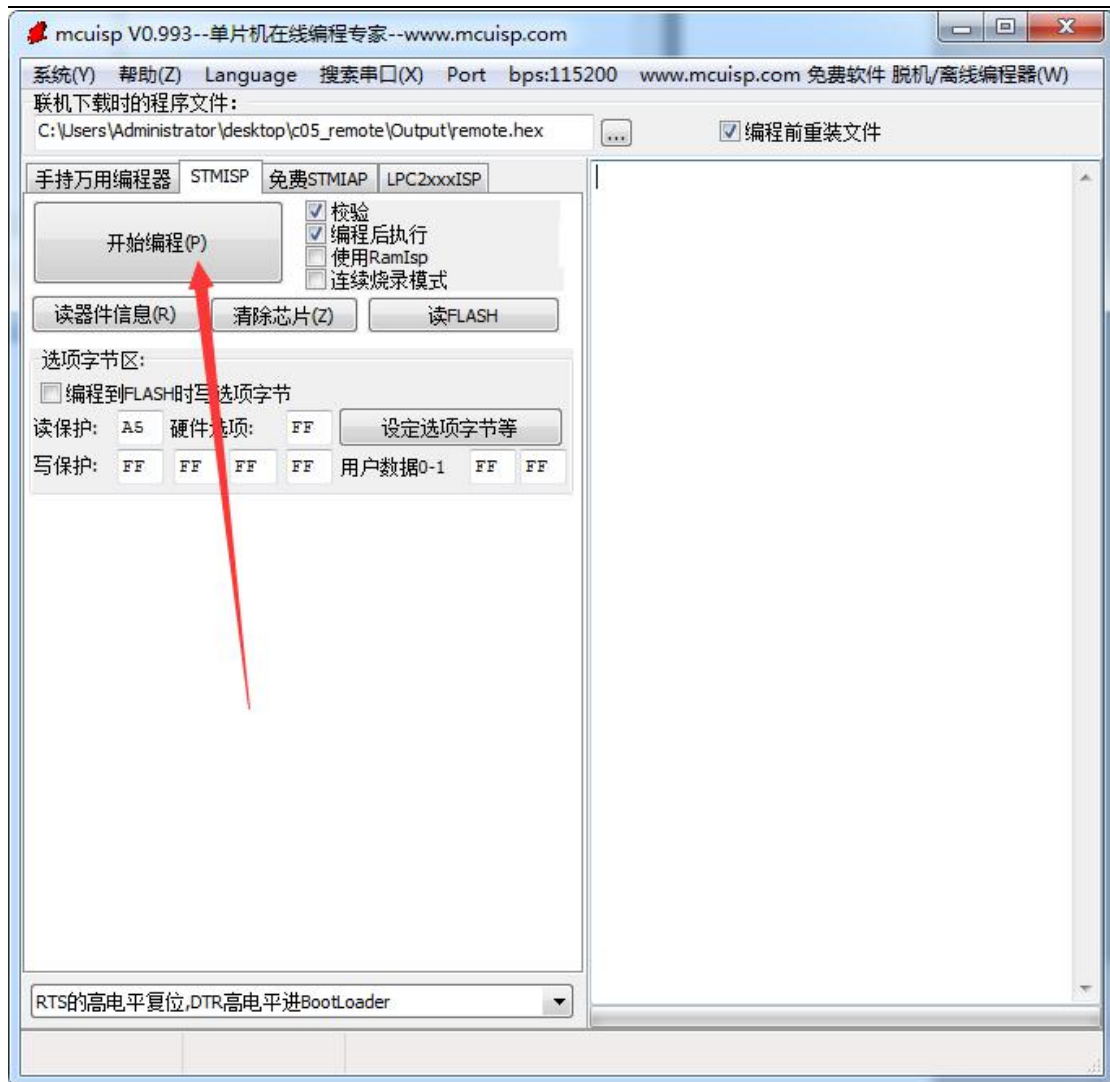 mcuisp V0.993--单片机在线编程专家--www.mcuisp.com
系统(Y) 帮助(Z) Language 搜索串口(X) Port bps:115200 www.mcuisp.com 免费软件 脱机/离线编程器(W)
联机下载时的程序文件:
C:\Users\Administrator\desktop\c05_remote\Output\remote.hex ... 编程前重装文件
手持万用编程器 STMISP 免费STMIAP LPC2xxxISP
开始编程(P)
校验
编程后执行
使用RamIsp
连续烧录模式
读器件信息(R) 清除芯片(Z) 读FLASH
选项字节区:
编程到FLASH时写选项字节
读保护: A5 硬件选项: FF 设定选项字节等
写保护: FF FF FF FF 用户数据0-1 FF FF
RTS的高电平复位,DTR高电平进BootLoader